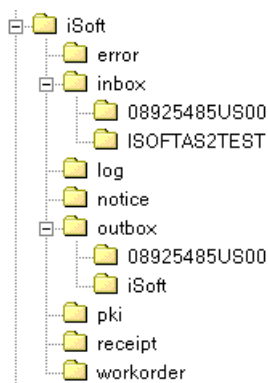 iSoft
error
inbox
08925485US00
ISOFTAS2TEST
log
notice
outbox
08925485US00
iSoft
pki
receipt
workorder